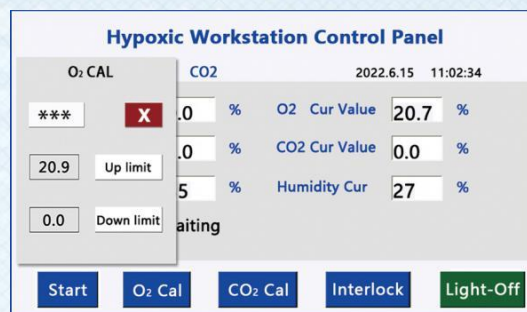 Hypoxic Workstation Control Panel
O₂ CAL CO2 2022.6.15 11:02:34
*** X .0 % O2 Cur Value 20.7 %
20.9 Up limit .0 % CO2 Cur Value 0.0 %
5 % Humidity Cur 27 %
0.0 Down limit aiting
Start O₂ Cal CO₂ Cal Interlock Light-Off